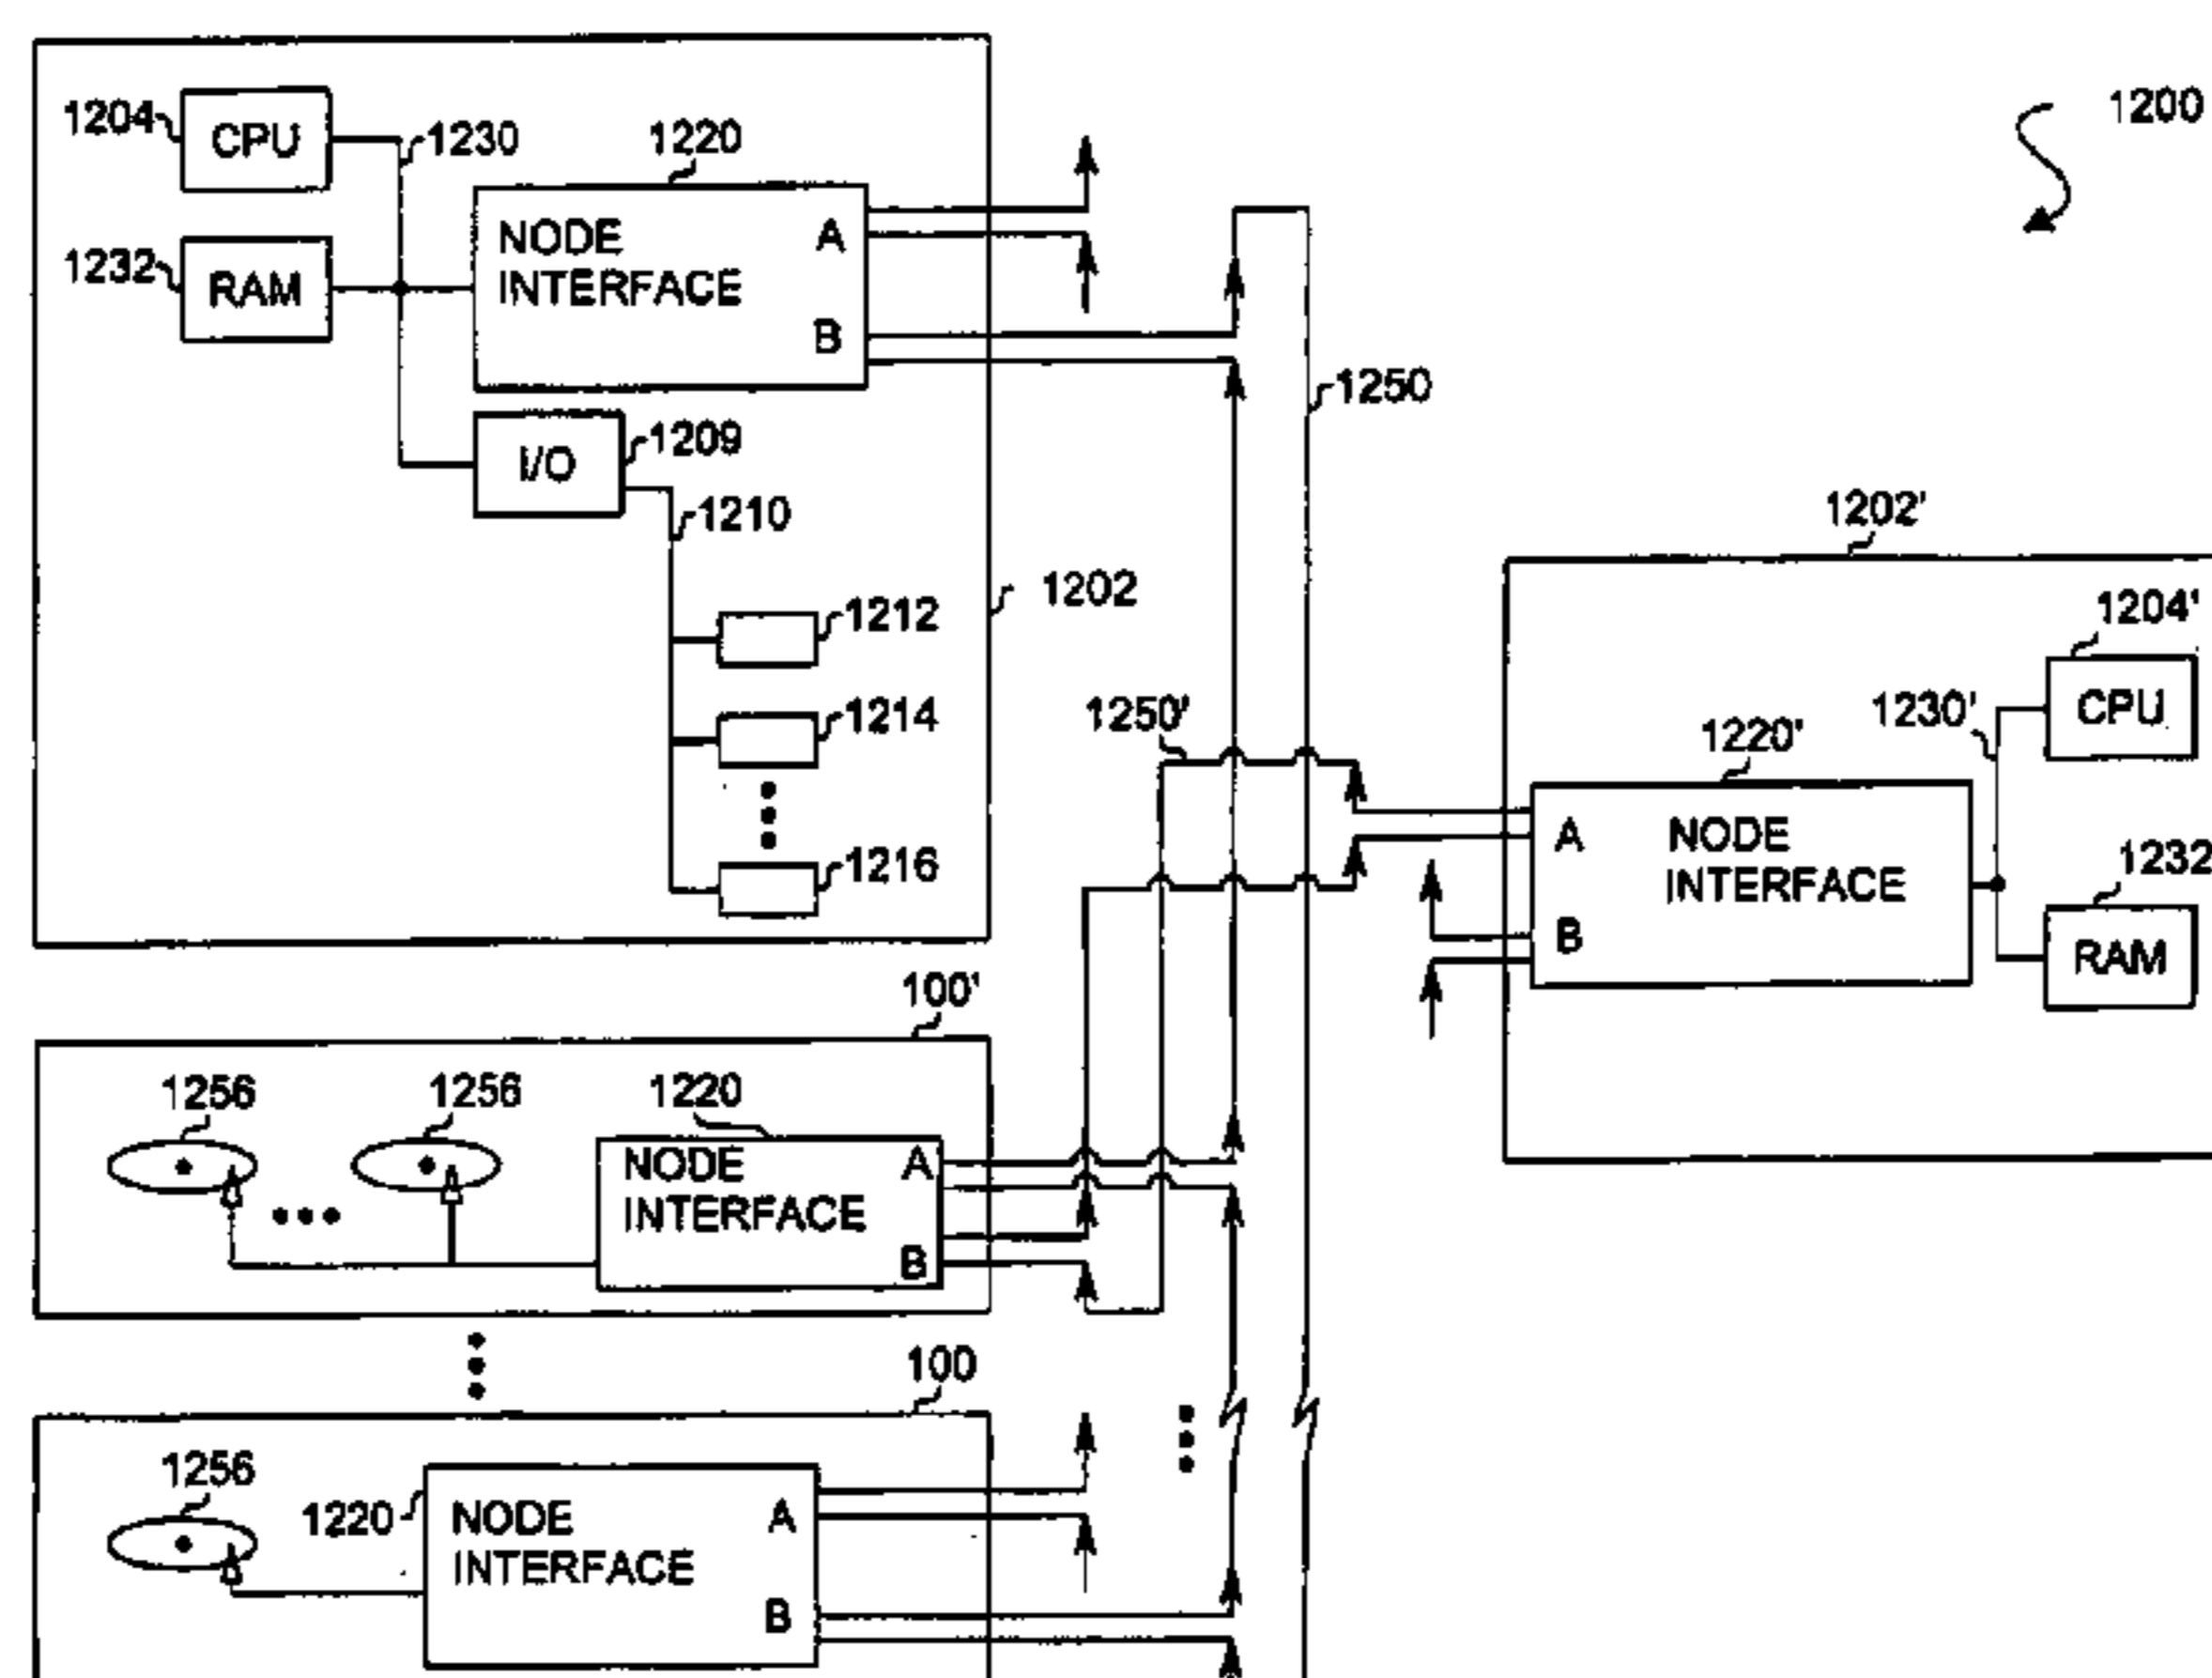 1200
1204
CPU
1230
1220
1232
RAM
NODE
INTERFACE
A
B
1250
1209
I/O
1210
1202
1212
1214
1216
1202'
1204'
CPU
1230'
1220'
1250'
NODE
INTERFACE
A
B
1232
RAM
100'
1256
1256
1220
NODE
INTERFACE
A
B
100
1256
1220
NODE
INTERFACE
A
B